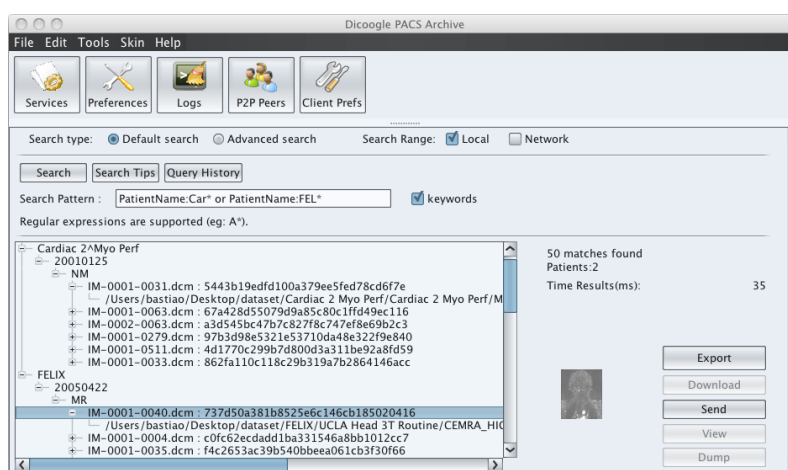 Dicoogle PACS Archive
File Edit Tools Skin Help
Services Preferences Logs P2P Peers Client Prefs
Search type: Default search Advanced search Search Range: Local Network
Search Search Tips Query History
Search Pattern : PatientName:Car* or PatientName:FEL* keywords
Regular expressions are supported (eg: A*).
Cardiac 2^Myo Perf
20010125
NM
IM-0001-0031.dcm : 5443b19edfd100a379ee5fed78cd6f7e
/Users/bastiao/Desktop/dataset/Cardiac 2 Myo Perf/Cardiac 2 Myo Perf/M
IM-0001-0063.dcm : 67a428d55079d9a85c80c1ffd49ec116
IM-0002-0063.dcm : a3d545bc47b7c827f8c747ef8e69b2c3
IM-0001-0279.dcm : 97b3d98e5321e53710da48e322f9e840
IM-0001-0511.dcm : 4d1770c299b7d800d3a311be92a8fd59
IM-0001-0033.dcm : 862fa110c118c29b319a7b2864146acc
FELIX
20050422
MR
IM-0001-0040.dcm : 737d50a381b8525e6c146cb185020416
/Users/bastiao/Desktop/dataset/FELIX/UCLA Head 3T Routine/CEMRA_HIG
IM-0001-0004.dcm : c0fc62ecdadd1ba331546a8bb1012cc7
IM-0001-0035.dcm : f4c2653ac39b540bbeea061cb3f30f66
50 matches found
Patients:2
Time Results(ms): 35
Export
Download
Send
View
Dump